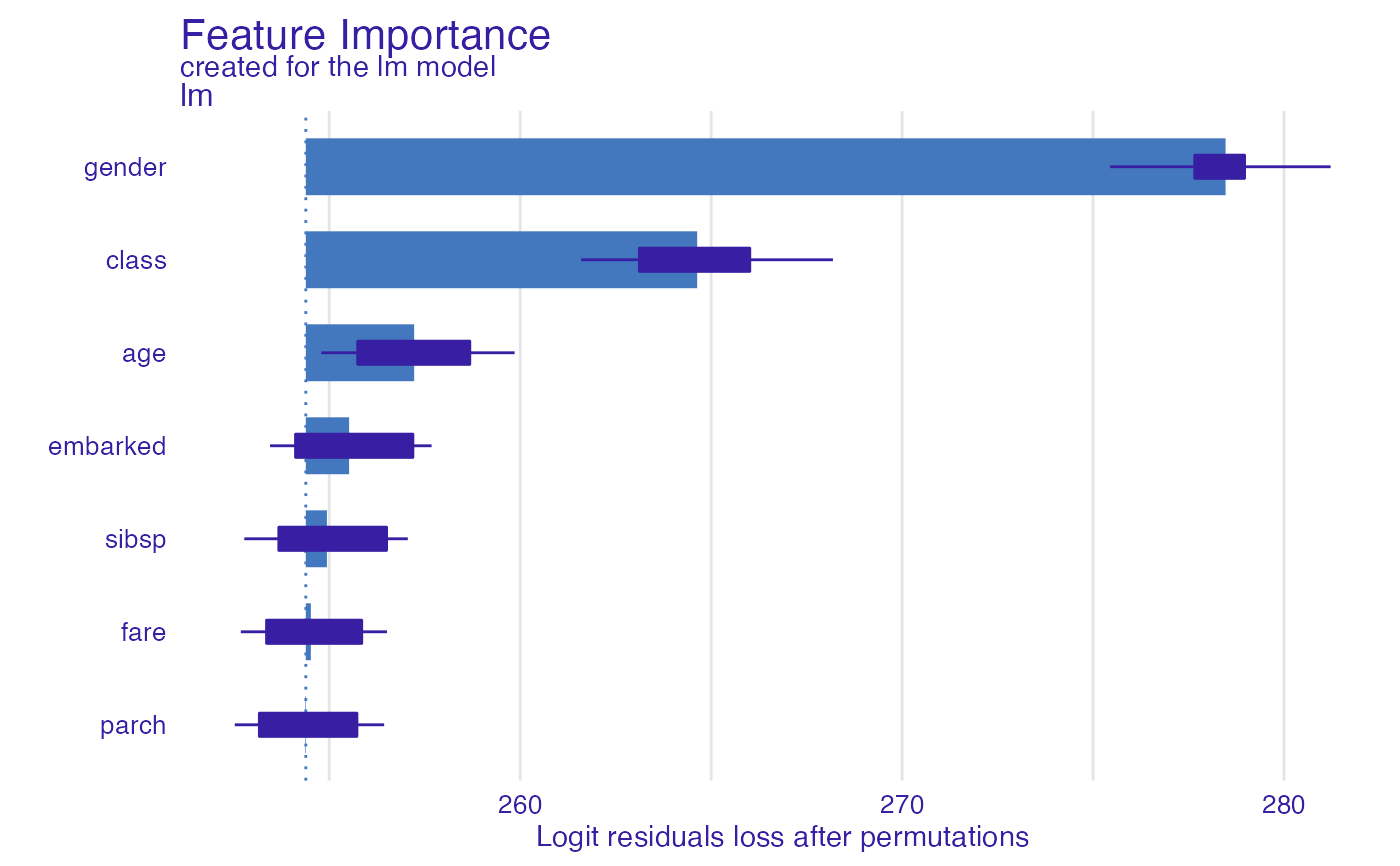 Feature Importance
created for the lm model
lm
gender
class
age
embarked
sibsp
fare
parch
260 270 280
Logit residuals loss after permutations